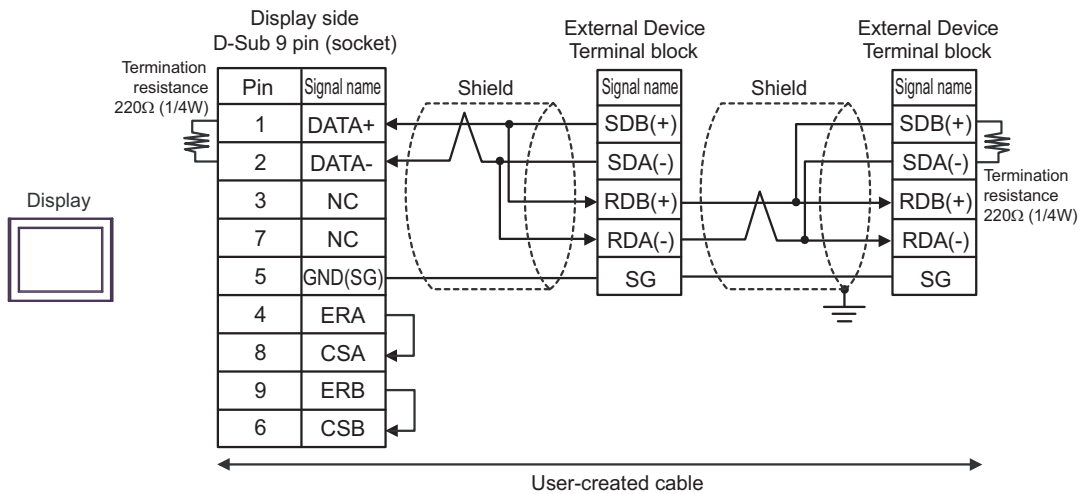 Display side
D-Sub 9 pin (socket)
External Device
Terminal block
External Device
Terminal block
Termination
resistance
220Ω (1/4W)
Pin Signal name
Shield
Signal name
Shield
Signal name
1 DATA+ SDB(+) SDB(+)
2 DATA- SDA(-) SDA(-)
Termination
resistance
220Ω (1/4W)
Display
3 NC RDB(+) RDB(+)
7 NC RDA(-) RDA(-)
5 GND(SG) SG SG
4 ERA
8 CSA
9 ERB
6 CSB
User-created cable